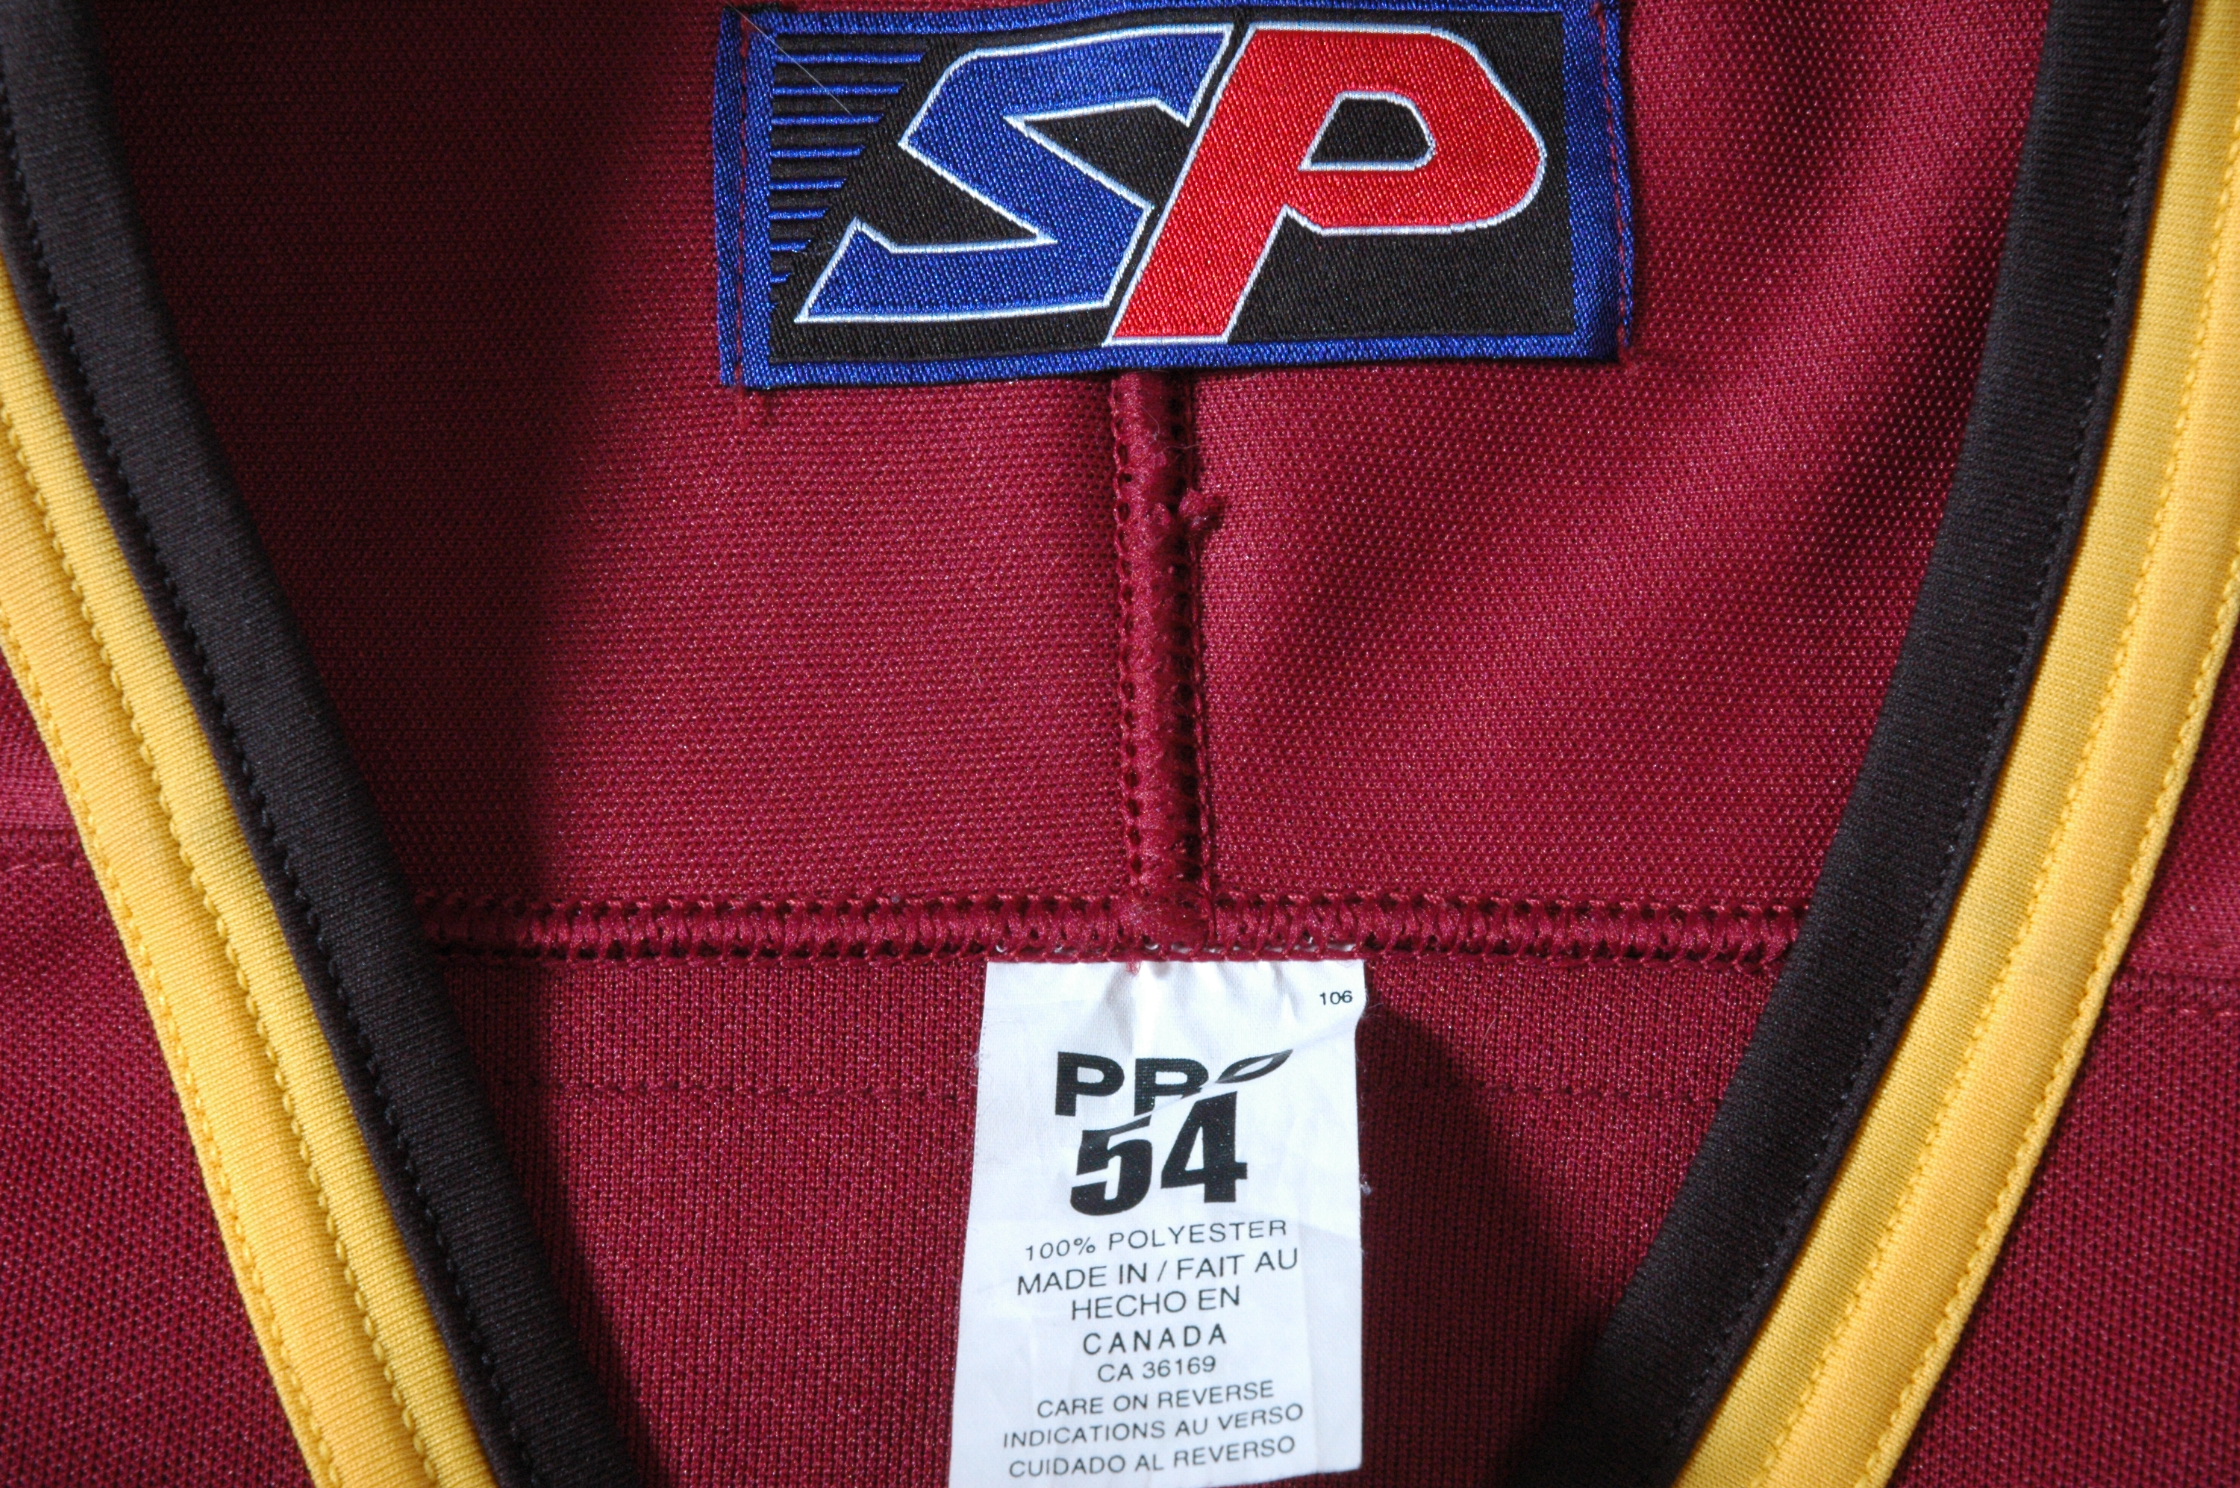 SP
106
PRO
54
100% POLYESTER
MADE IN / FAIT AU
HECHO EN
CANADA
CA 36169
CARE ON REVERSE
INDICATIONS AU VERSO
CUIDADO AL REVERSO